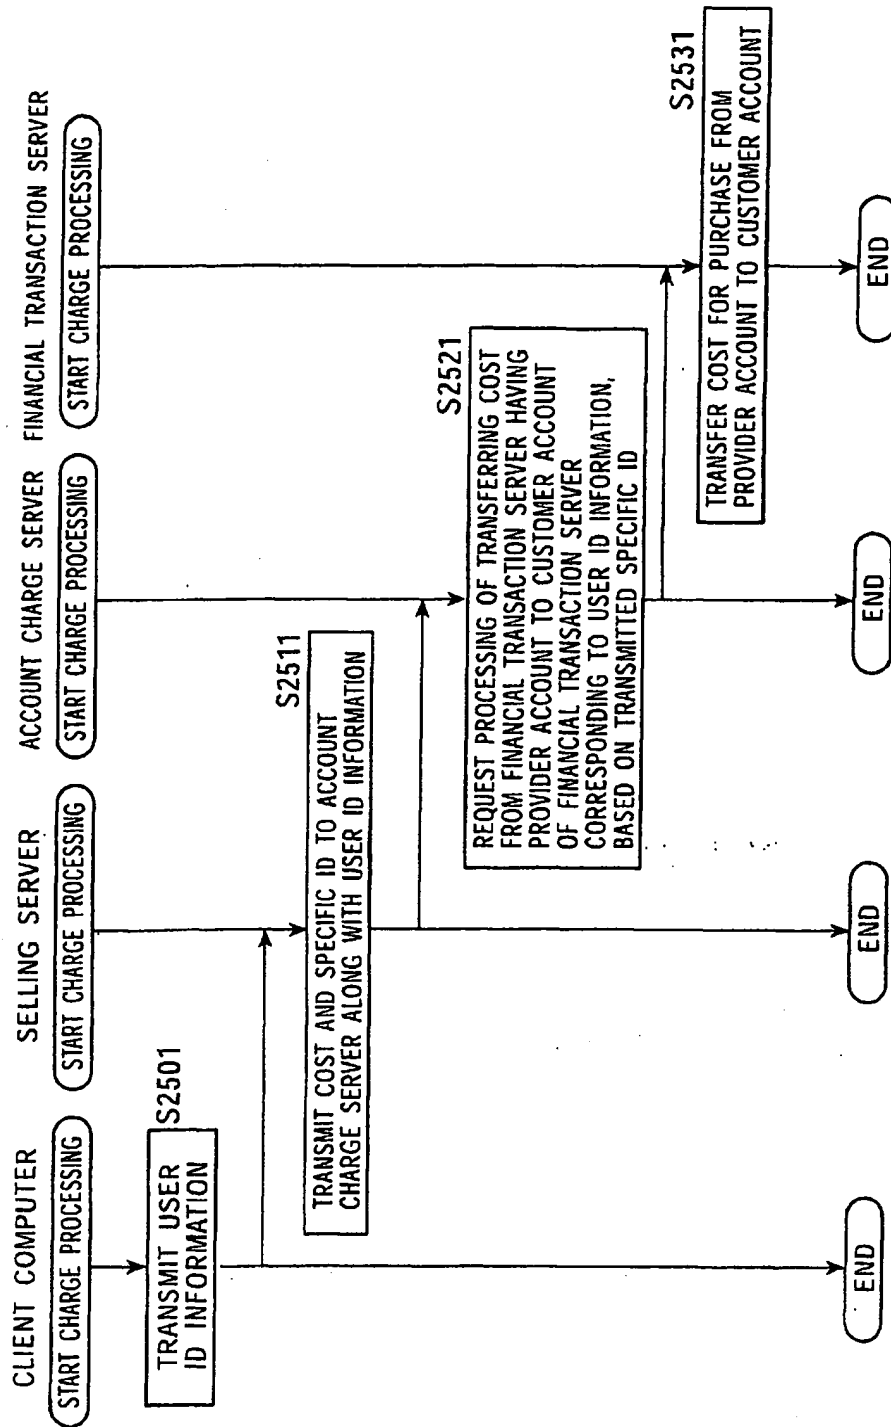 CLIENT COMPUTER
START CHARGE PROCESSING
S2501
TRANSMIT USER
ID INFORMATION
END
SELLING SERVER
START CHARGE PROCESSING
S2511
TRANSMIT COST AND SPECIFIC ID TO ACCOUNT
CHARGE SERVER ALONG WITH USER ID INFORMATION
END
ACCOUNT CHARGE SERVER
START CHARGE PROCESSING
S2521
REQUEST PROCESSING OF TRANSFERRING COST
FROM FINANCIAL TRANSACTION SERVER HAVING
PROVIDER ACCOUNT TO CUSTOMER ACCOUNT
OF FINANCIAL TRANSACTION SERVER
CORRESPONDING TO USER ID INFORMATION,
BASED ON TRANSMITTED SPECIFIC ID
END
FINANCIAL TRANSACTION SERVER
START CHARGE PROCESSING
S2531
TRANSFER COST FOR PURCHASE FROM
PROVIDER ACCOUNT TO CUSTOMER ACCOUNT
END